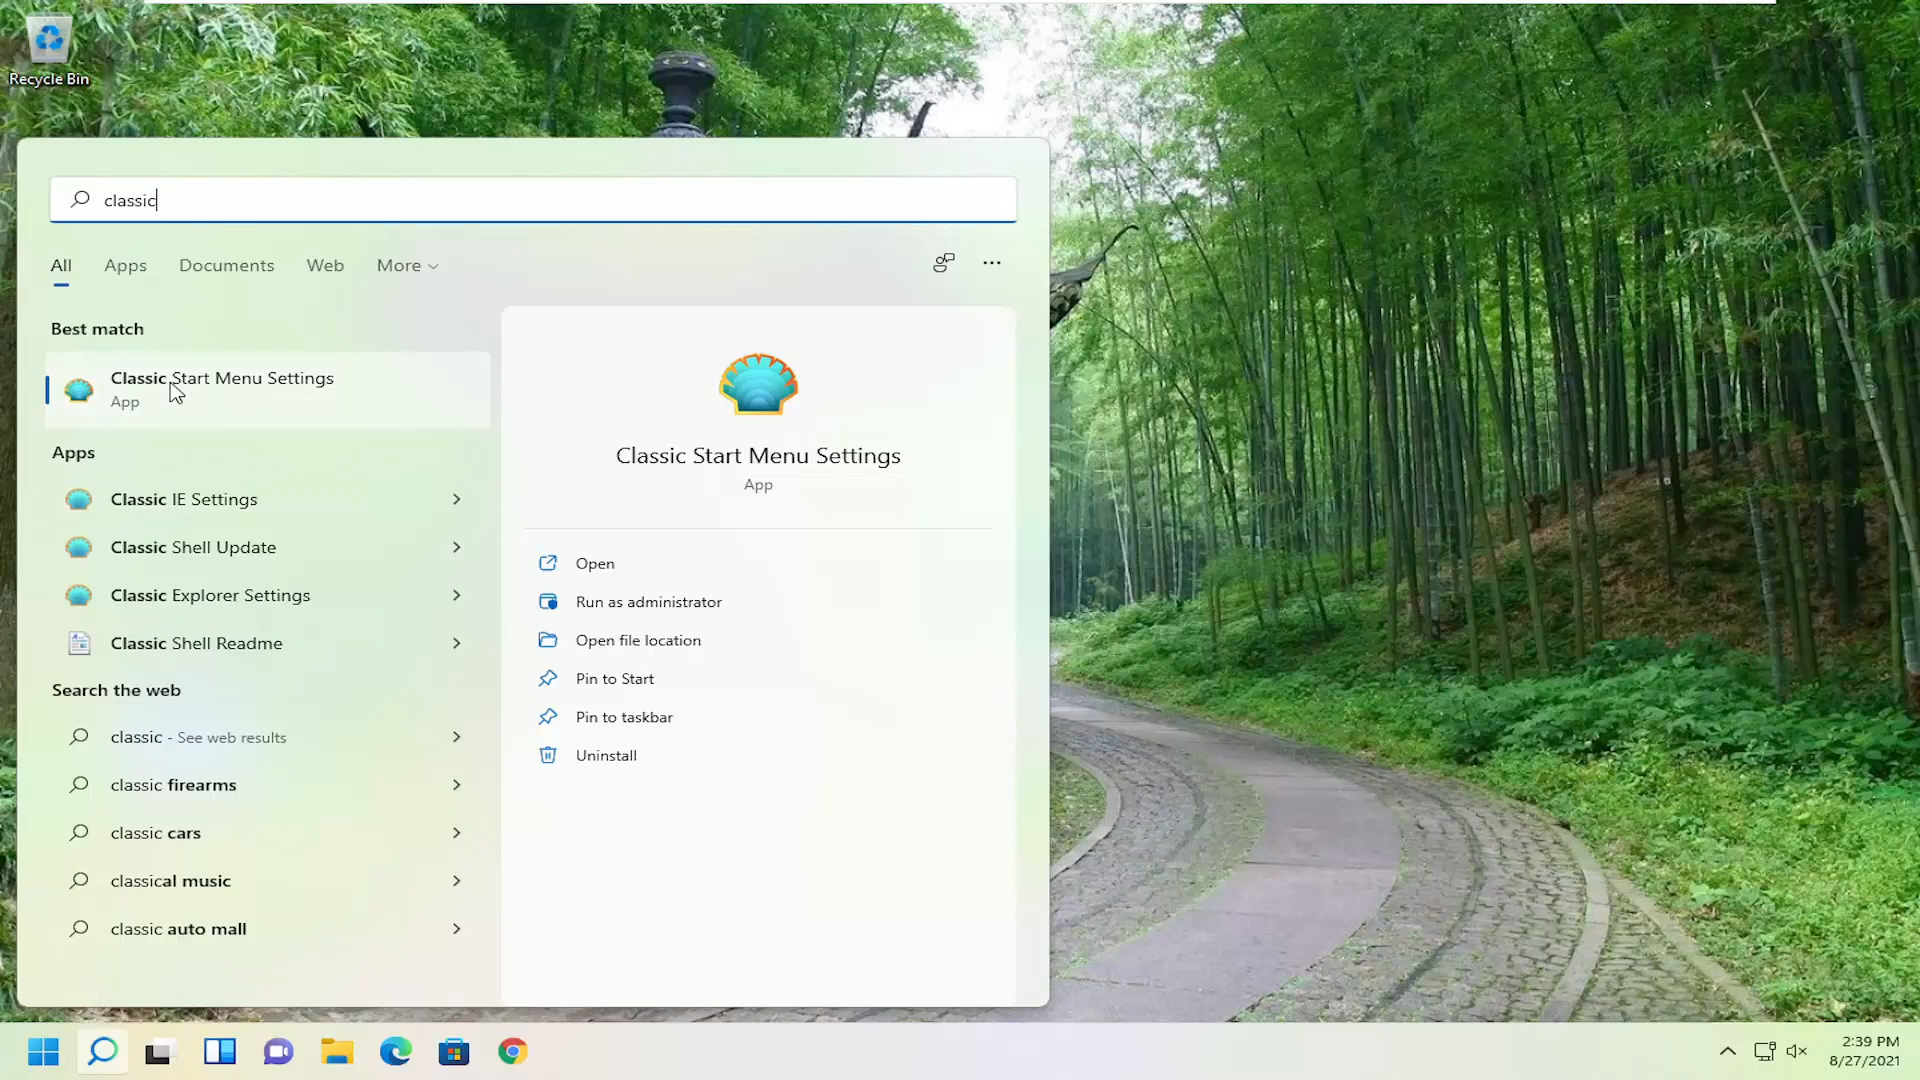 Recycle Bin
classic
All
Apps
Documents
Web
More
Best match
Classic Start Menu Settings
App
Apps
Classic IE Settings
Classic Shell Update
Classic Explorer Settings
Classic Shell Readme
Search the web
classic - See web results
classic firearms
classic cars
classical music
classic auto mall
Classic Start Menu Settings
App
Open
Run as administrator
Open file location
Pin to Start
Pin to taskbar
Uninstall
2:39 PM
8/27/2021